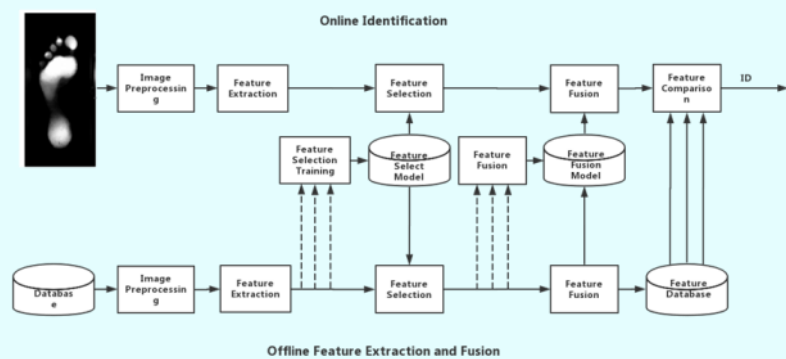 Online Identification
Image
Preprocessin
g
Feature
Extraction
Feature
Selection
Feature
Fusion
Feature
Compariso
n
ID
Feature
Selection
Training
Feature
Select
Model
Feature
Fusion
Feature
Fusion
Model
Databas
e
Image
Preprocessin
g
Feature
Extraction
Feature
Selection
Feature
Fusion
Feature
Database
Offline Feature Extraction and Fusion